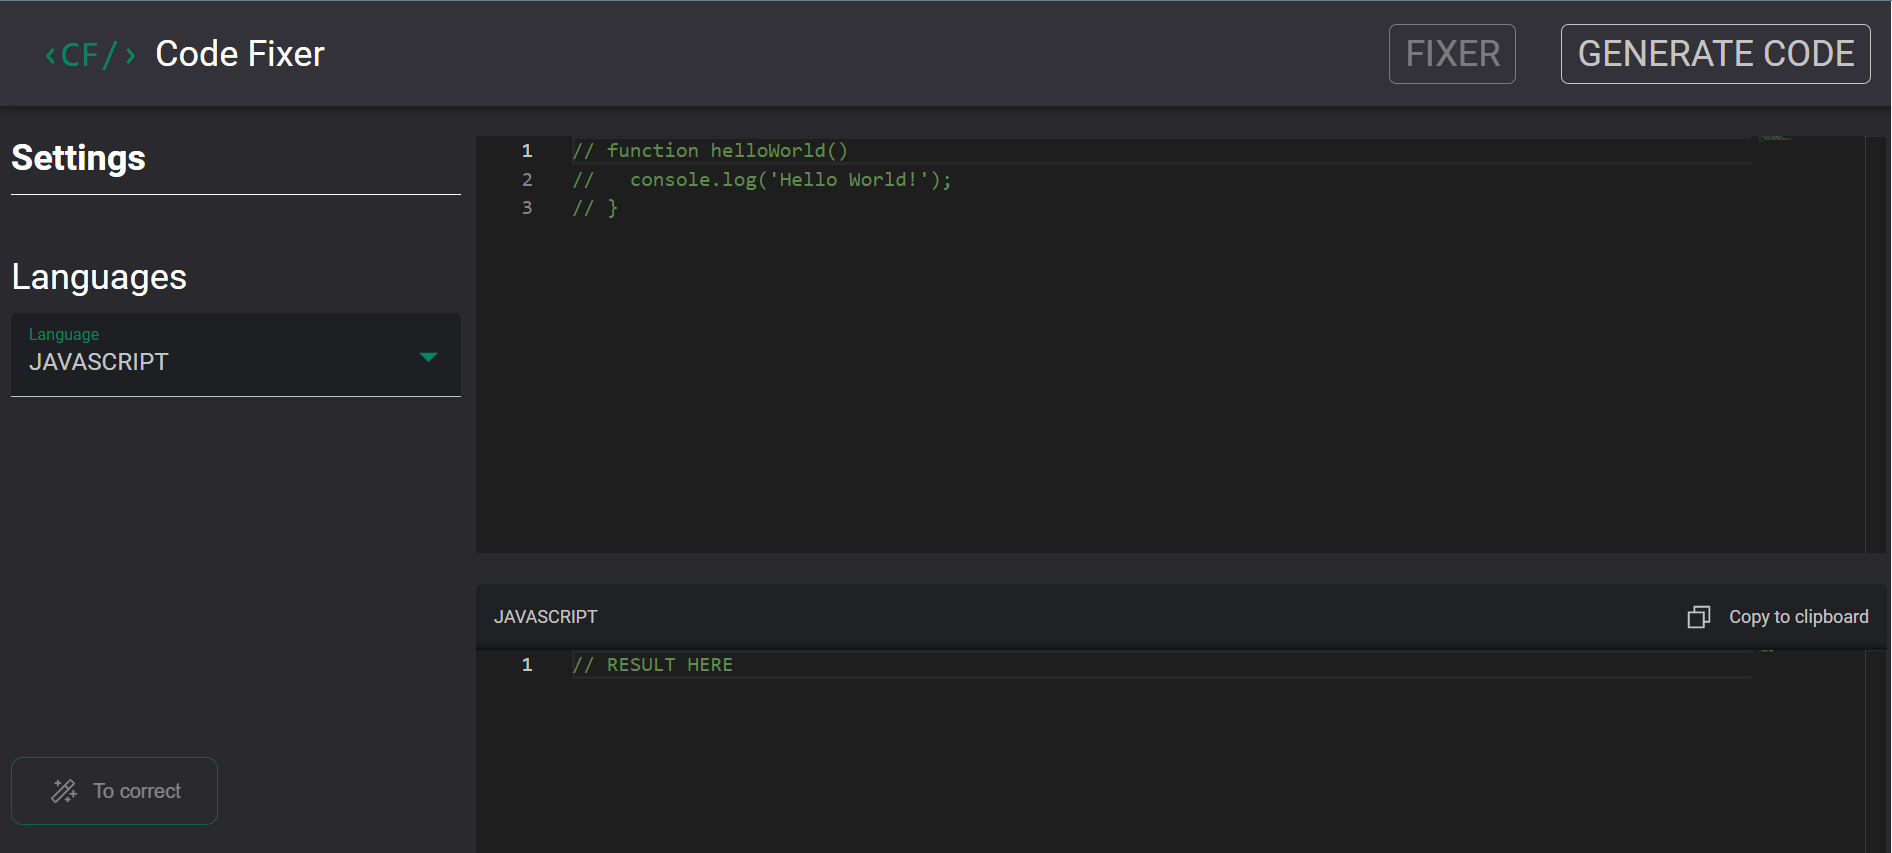 <CF/> Code Fixer
FIXER
GENERATE CODE
Settings
Languages
Language
JAVASCRIPT
To correct
1 // function helloWorld()
2 //   console.log('Hello World!');
3 // }
JAVASCRIPT
Copy to clipboard
1 // RESULT HERE